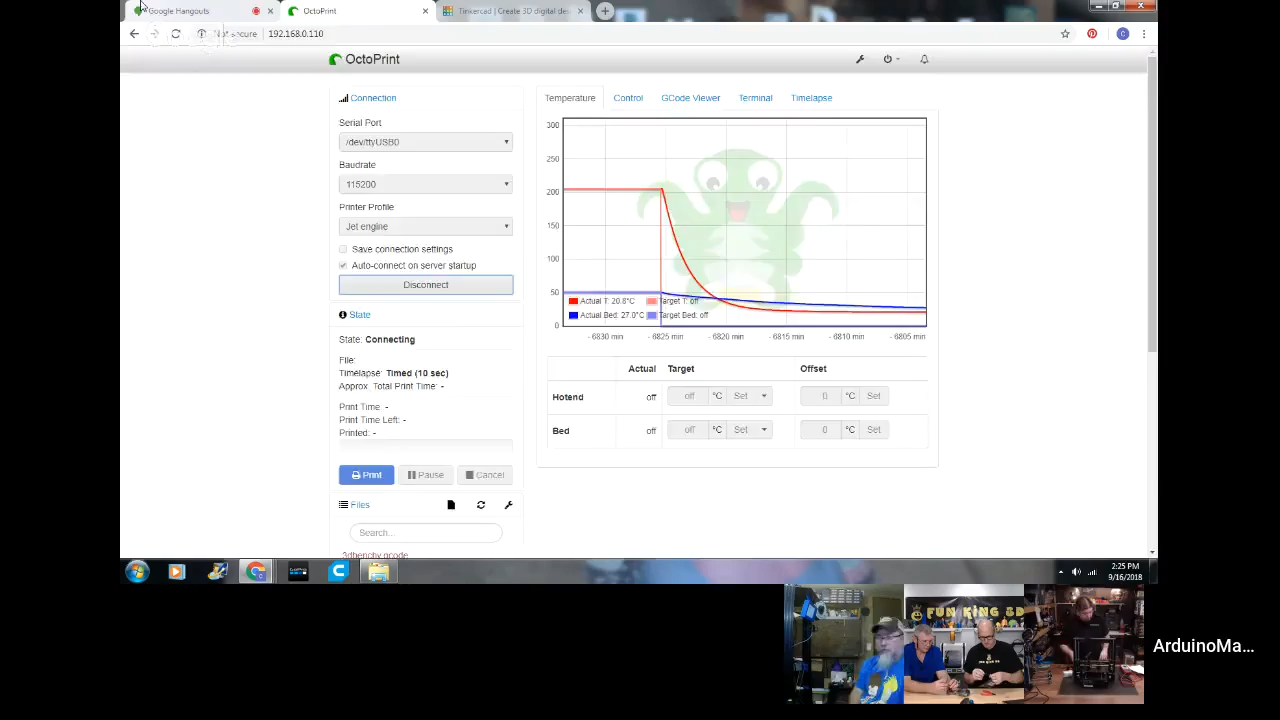 Google Hangouts
OctoPrint
Tinkercad | Create 3D digital des
Not secure
192.168.0.110
OctoPrint
Connection
Serial Port
/dev/ttyUSB0
Baudrate
115200
Printer Profile
Jet engine
Save connection settings
Auto-connect on server startup
Disconnect
State
State: Connecting
File:
Timelapse: Timed (10 sec)
Approx. Total Print Time: -
Print Time: -
Print Time Left: -
Printed: -
Print Pause Cancel
Files
Search...
3dbenchy.gcode
Temperature Control GCode Viewer Terminal Timelapse
300
250
200
150
100
50
0
Actual T: 20.8°C Target T: off
Actual Bed: 27.0°C Target Bed: off
- 6830 min - 6825 min - 6820 min - 6815 min - 6810 min - 6805 min
Actual Target Offset
Hotend off off °C Set 0 °C Set
Bed off off °C Set 0 °C Set
2:25 PM
9/16/2018
FUN KING 3D
ArduinoMa...